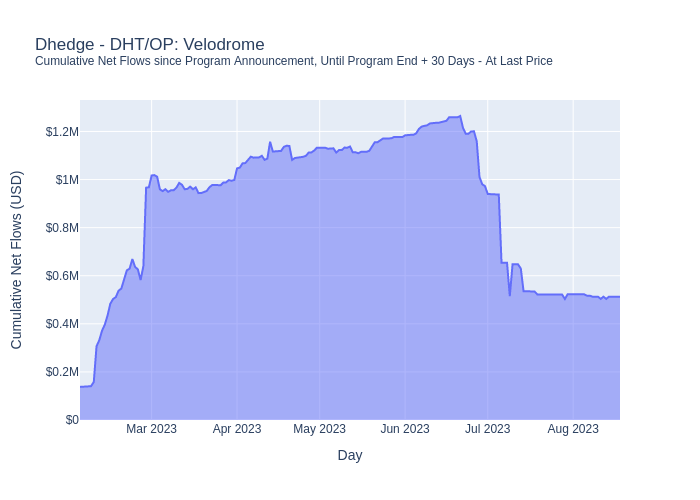 Dhedge - DHT/OP: Velodrome
Cumulative Net Flows since Program Announcement, Until Program End + 30 Days - At Last Price
Cumulative Net Flows (USD)
$1.2M
$1M
$0.8M
$0.6M
$0.4M
$0.2M
$0
Mar 2023 Apr 2023 May 2023 Jun 2023 Jul 2023 Aug 2023
Day